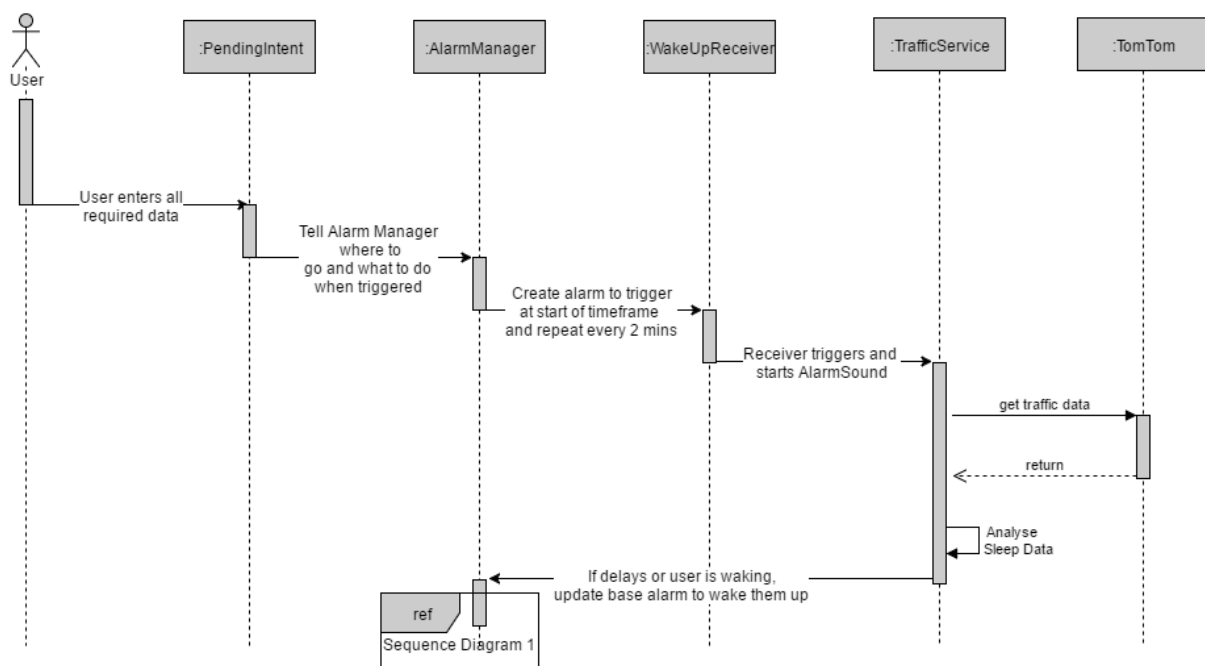 :PendingIntent
:AlarmManager
:WakeUpReceiver
:TrafficService
:TomTom
User
User enters all
required data
Tell Alarm Manager
where to
go and what to do
when triggered
Create alarm to trigger
at start of timeframe
and repeat every 2 mins
Receiver triggers and
starts AlarmSound
get traffic data
return
Analyse
Sleep Data
If delays or user is waking,
update base alarm to wake them up
ref
Sequence Diagram 1